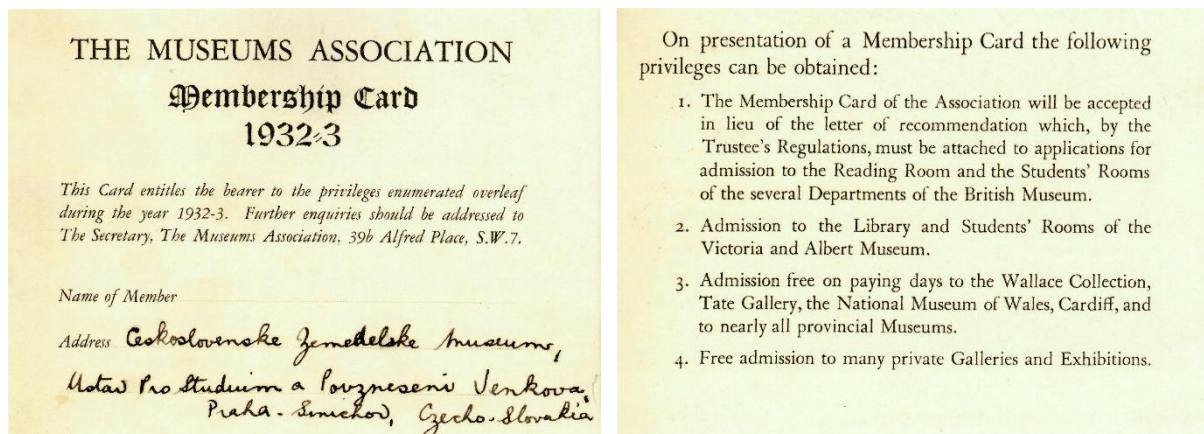 THE MUSEUMS ASSOCIATION
Membership Card
1932-3
This Card entitles the bearer to the privileges enumerated overleaf
during the year 1932-3. Further enquiries should be addressed to
The Secretary, The Museums Association, 39b Alfred Place, S.W.7.
Name of Member
Address Ceskoslovenske Zemedelske Museum,
Ustav Pro Studium a Povzneseni Venkova,
Praha - Smichov, Czecho-Slovakia
On presentation of a Membership Card the following
privileges can be obtained:
1. The Membership Card of the Association will be accepted
in lieu of the letter of recommendation which, by the
Trustee's Regulations, must be attached to applications for
admission to the Reading Room and the Students' Rooms
of the several Departments of the British Museum.
2. Admission to the Library and Students' Rooms of the
Victoria and Albert Museum.
3. Admission free on paying days to the Wallace Collection,
Tate Gallery, the National Museum of Wales, Cardiff, and
to nearly all provincial Museums.
4. Free admission to many private Galleries and Exhibitions.